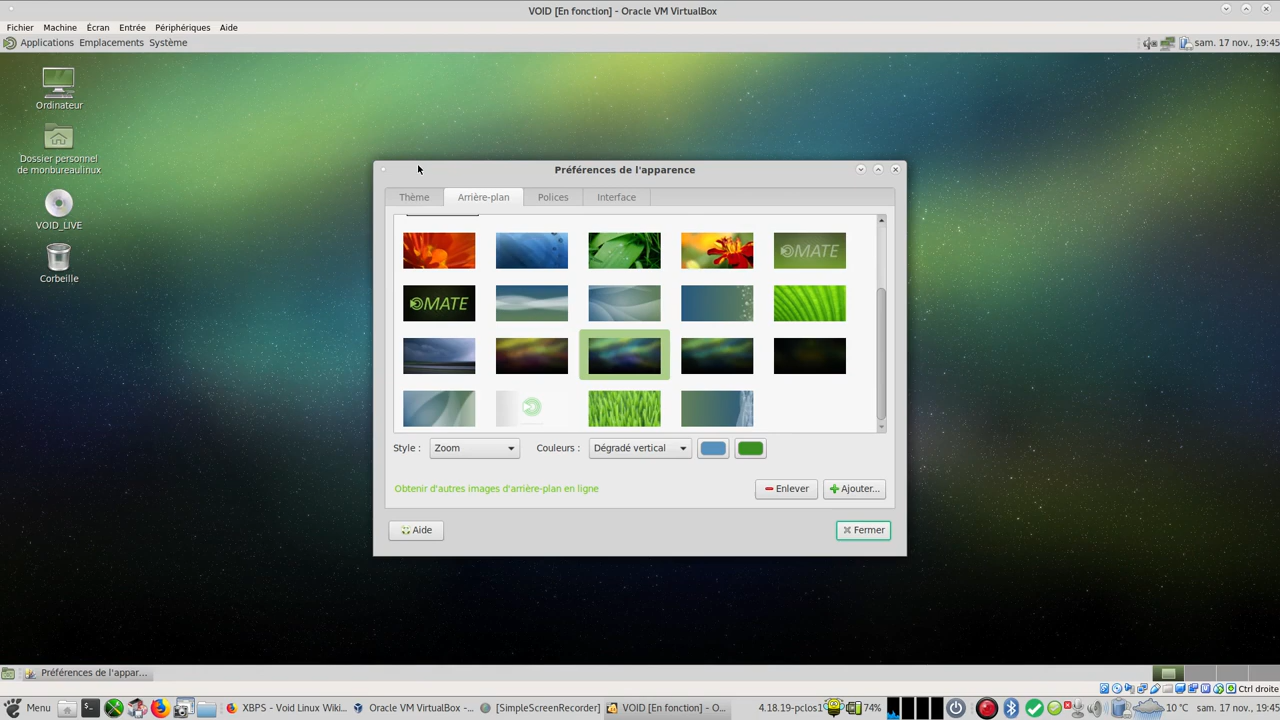 VOID [En fonction] - Oracle VM VirtualBox
Fichier Machine Écran Entrée Périphériques Aide
Applications Emplacements Système sam. 17 nov., 19:45
Ordinateur
Dossier personnel
de monbureaulinux
VOID_LIVE
Corbeille
Préférences de l'apparence
Thème Arrière-plan Polices Interface
MATE
MATE
Style : Zoom Couleurs : Dégradé vertical
Obtenir d'autres images d'arrière-plan en ligne Enlever Ajouter...
Aide Fermer
Préférences de l'appar...
Ctrl droite
Menu XBPS - Void Linux Wiki... Oracle VM VirtualBox -... [SimpleScreenRecorder] VOID [En fonction] - O... 4.18.19-pclos1 74% 10 °C sam. 17 nov., 19:45